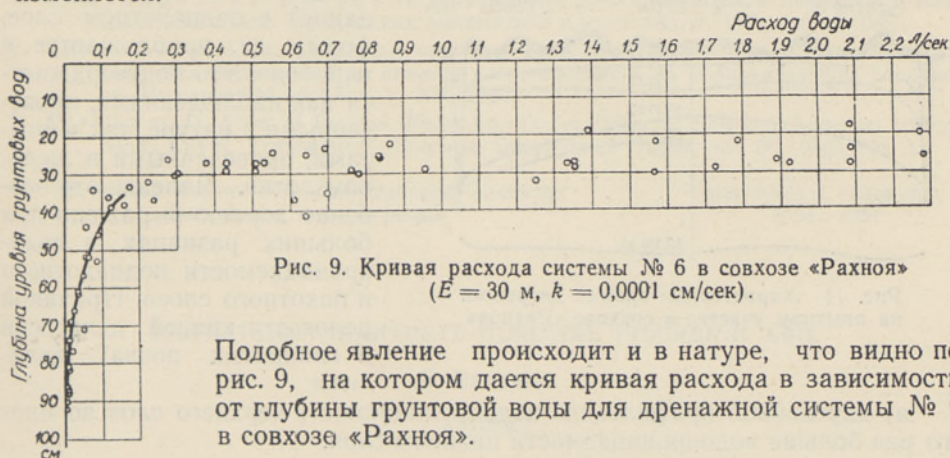 Расход воды
0 0,1 0,2 0,3 0,4 0,5 0,6 0,7 0,8 0,9 1,0 1,1 1,2 1,3 1,4 1,5 1,6 1,7 1,8 1,9 2,0 2,1 2,2 л/сек
Глубина уровня грунтовых вод
10
20
30
40
50
60
70
80
90
100
см
Рис. 9. Кривая расхода системы № 6 в совхозе «Рахноя»
(E = 30 м, k = 0,0001 см/сек).
Подобное явление происходит и в натуре, что видно по
рис. 9, на котором дается кривая расхода в зависимост
от глубины грунтовой воды для дренажной системы №
в совхозе «Рахноя».